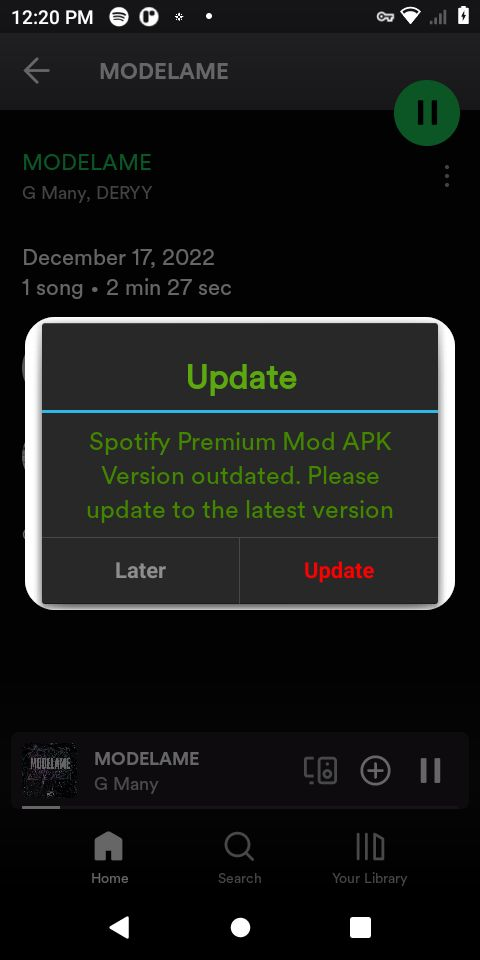 12:20 PM
MODELAME
MODELAME
G Many, DERYY
December 17, 2022
1 song • 2 min 27 sec
Update
Spotify Premium Mod APK
Version outdated. Please
update to the latest version
Later
Update
MODELAME
MODELAME
G Many
Home
Search
Your Library